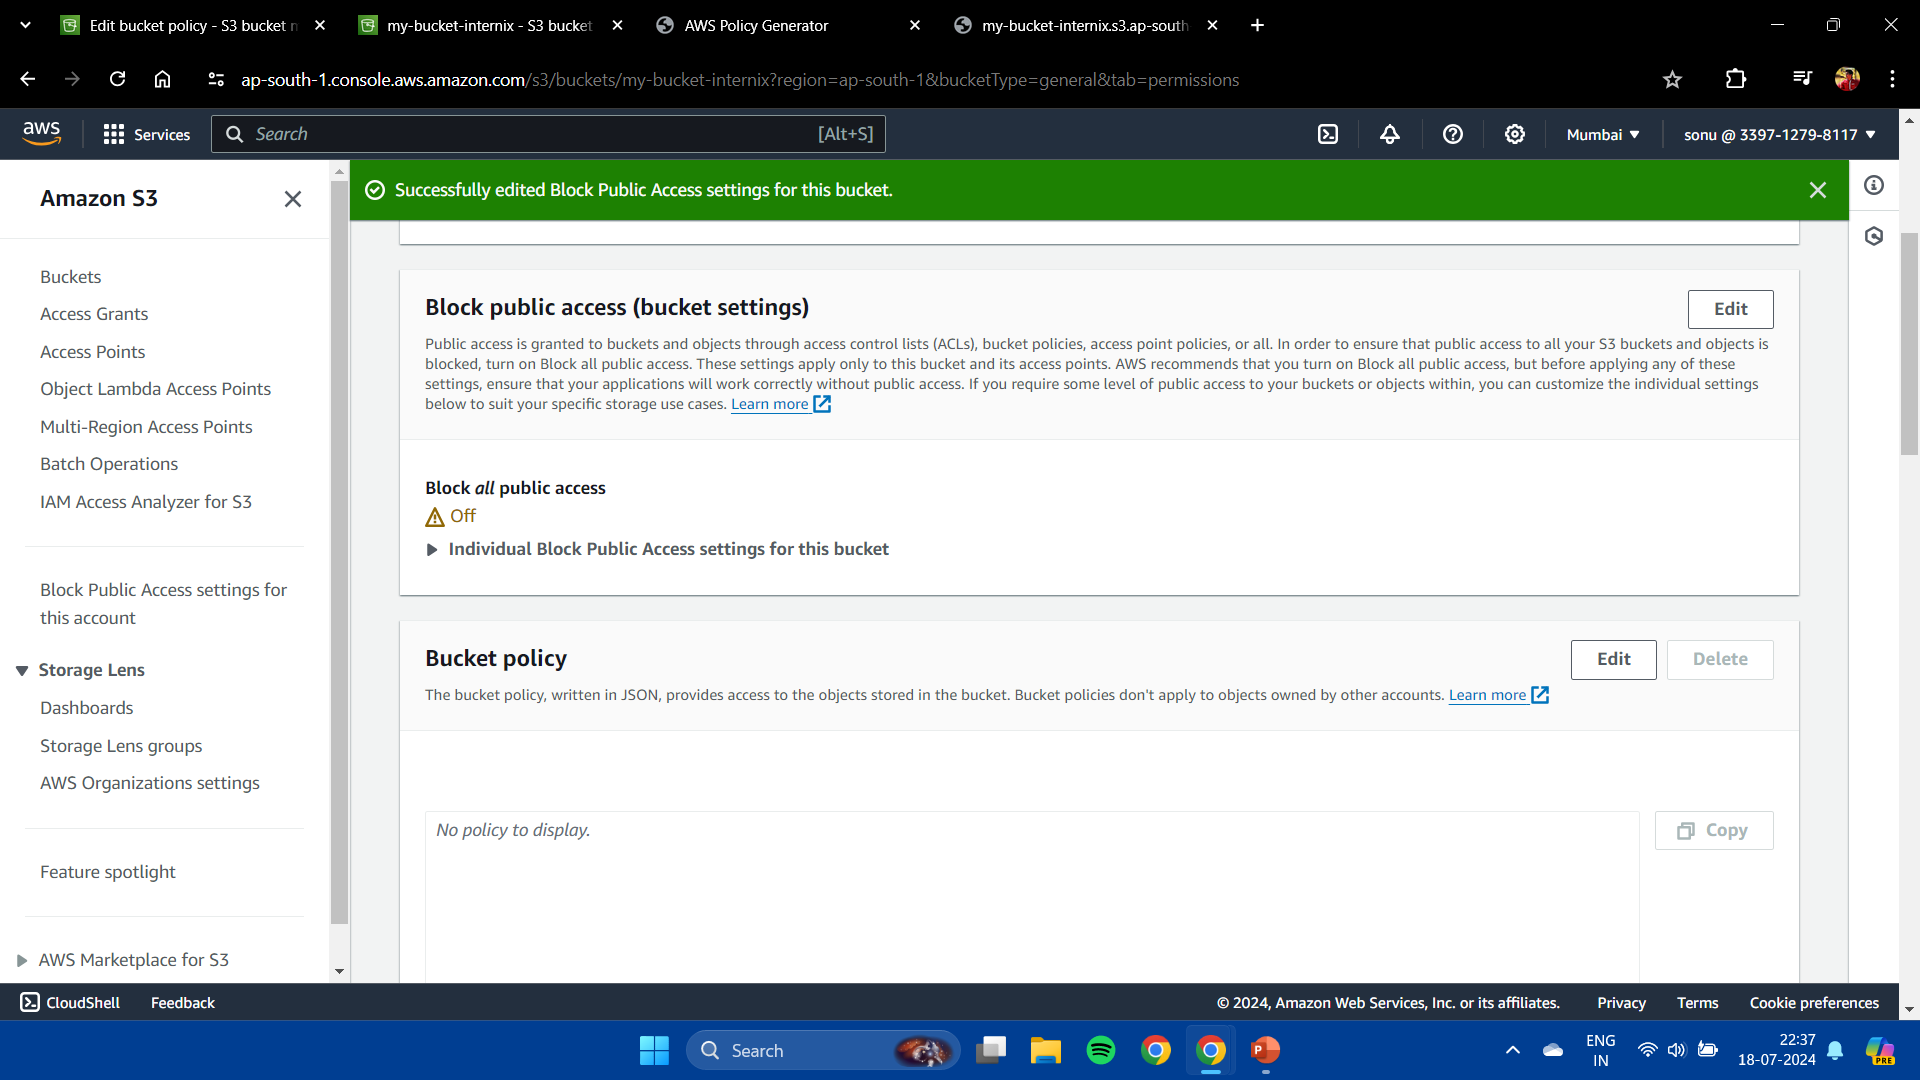 Edit bucket policy - S3 bucket m
my-bucket-internix - S3 bucket
AWS Policy Generator
my-bucket-internix.s3.ap-south
ap-south-1.console.aws.amazon.com/s3/buckets/my-bucket-internix?region=ap-south-1&bucketType=general&tab=permissions
aws
Services
Search
[Alt+S]
Mumbai
sonu @ 3397-1279-8117
Amazon S3
Buckets
Access Grants
Access Points
Object Lambda Access Points
Multi-Region Access Points
Batch Operations
IAM Access Analyzer for S3
Block Public Access settings for
this account
Storage Lens
Dashboards
Storage Lens groups
AWS Organizations settings
Feature spotlight
AWS Marketplace for S3
Successfully edited Block Public Access settings for this bucket.
Block public access (bucket settings)
Edit
Public access is granted to buckets and objects through access control lists (ACLs), bucket policies, access point policies, or all. In order to ensure that public access to all your S3 buckets and objects is
blocked, turn on Block all public access. These settings apply only to this bucket and its access points. AWS recommends that you turn on Block all public access, but before applying any of these
settings, ensure that your applications will work correctly without public access. If you require some level of public access to your buckets or objects within, you can customize the individual settings
below to suit your specific storage use cases. Learn more
Block all public access
Off
Individual Block Public Access settings for this bucket
Bucket policy
Edit
Delete
The bucket policy, written in JSON, provides access to the objects stored in the bucket. Bucket policies don't apply to objects owned by other accounts. Learn more
No policy to display.
Copy
CloudShell
Feedback
© 2024, Amazon Web Services, Inc. or its affiliates.
Privacy
Terms
Cookie preferences
Search
ENG
IN
22:37
18-07-2024
PRE